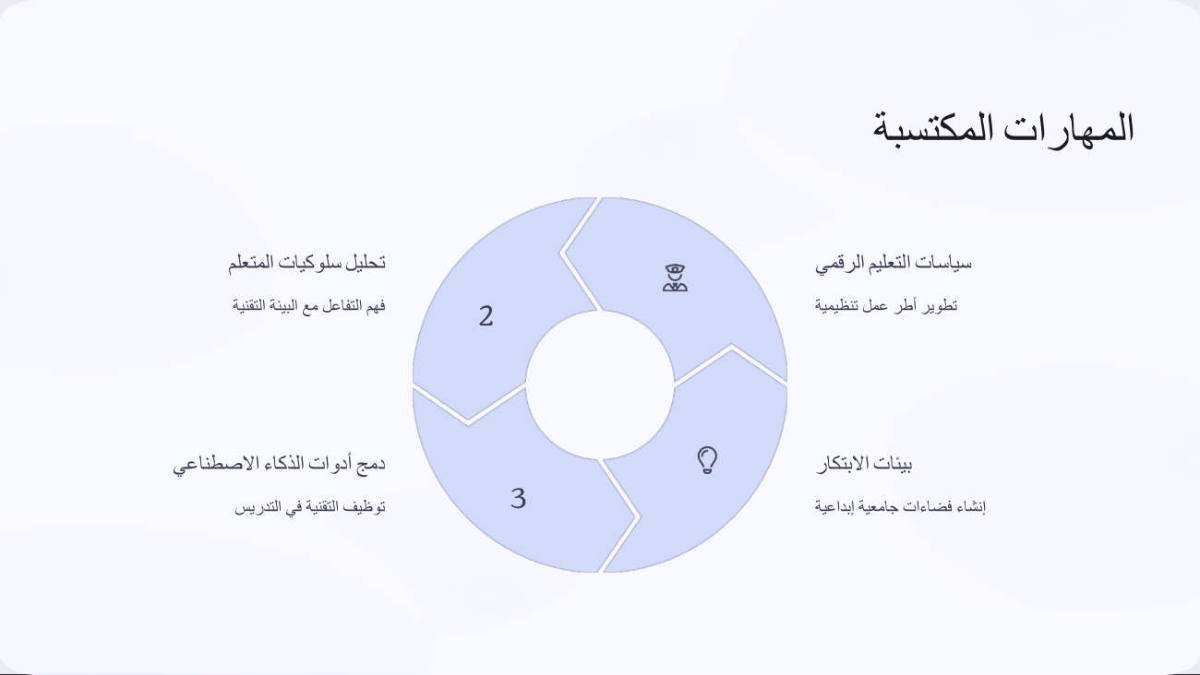 المهارات المكتسبة
سياسات التعليم الرقمي
تطوير أطر عمل تنظيمية
تحليل سلوكيات المتعلم
فهم التفاعل مع البيئة التقنية
2
بيئات الابتكار
إنشاء فضاءات جامعية إبداعية
دمج أدوات الذكاء الاصطناعي
توظيف التقنية في التدريس
3